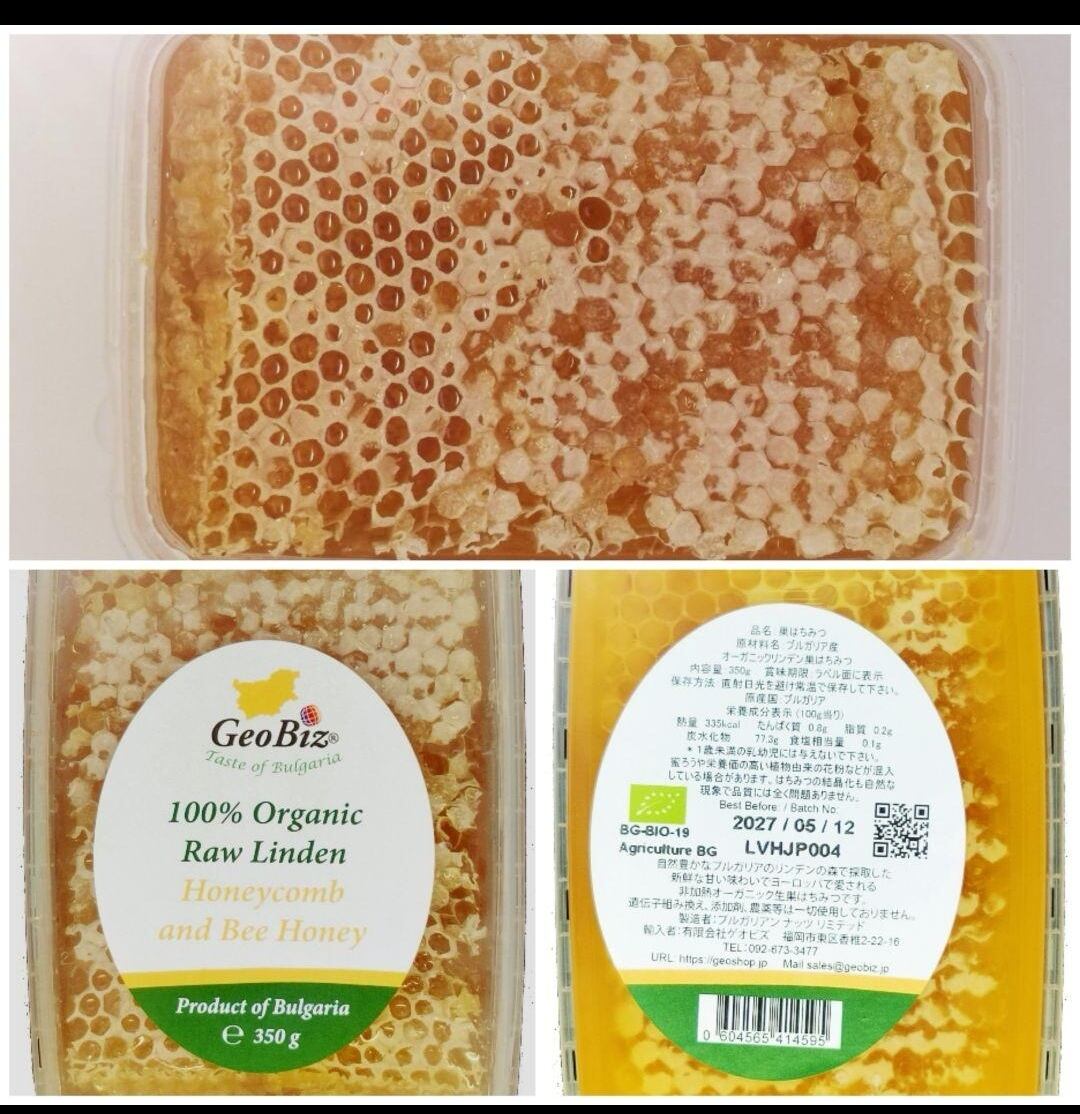 GeoBiz®
Taste of Bulgaria
100% Organic
Raw Linden
Honeycomb
and Bee Honey
Product of Bulgaria
℮ 350 g
品名:巣はちみつ
原材料名:ブルガリア産
オーガニックリンデン巣はちみつ
内容量:350g 賞味期限:ラベル面に表示
保存方法:直射日光を避け常温で保存して下さい。
原産国:ブルガリア
栄養成分表示(100g当り)
熱量 335kcal たんぱく質 0.8g 脂質 0.2g
炭水化物 77.3g 食塩相当量 0.1g
*1歳未満の乳幼児には与えないで下さい。
蜜ろうや栄養価の高い植物由来の花粉などが混入
している場合があります。はちみつの結晶化も自然な
現象で品質には全く問題ありません。
Best Before: / Batch No:
2027 / 05 / 12
BG-BIO-19
Agriculture BG
LVHJP004
自然豊かなブルガリアのリンデンの森で採取した
新鮮な甘い味わいでヨーロッパで愛される
非加熱オーガニック生巣はちみつです。
遺伝子組み換え、添加剤、農薬等は一切使用しておりません。
製造者:ブルガリアン ナッツ リミテッド
輸入者:有限会社ゲオビズ 福岡市東区香椎2-22-16
TEL:092-673-3477
URL: https://geoshop.jp Mail sales@geobiz.jp
0 604565 414595